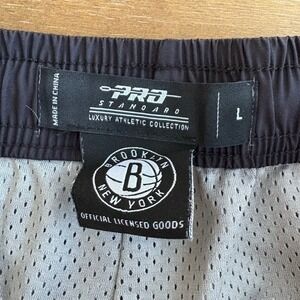 MADE IN CHINA
PRO
STANDARD
LUXURY ATHLETIC COLLECTION
L
BROOKLYN
B
NEW YORK
OFFICIAL LICENSED GOODS